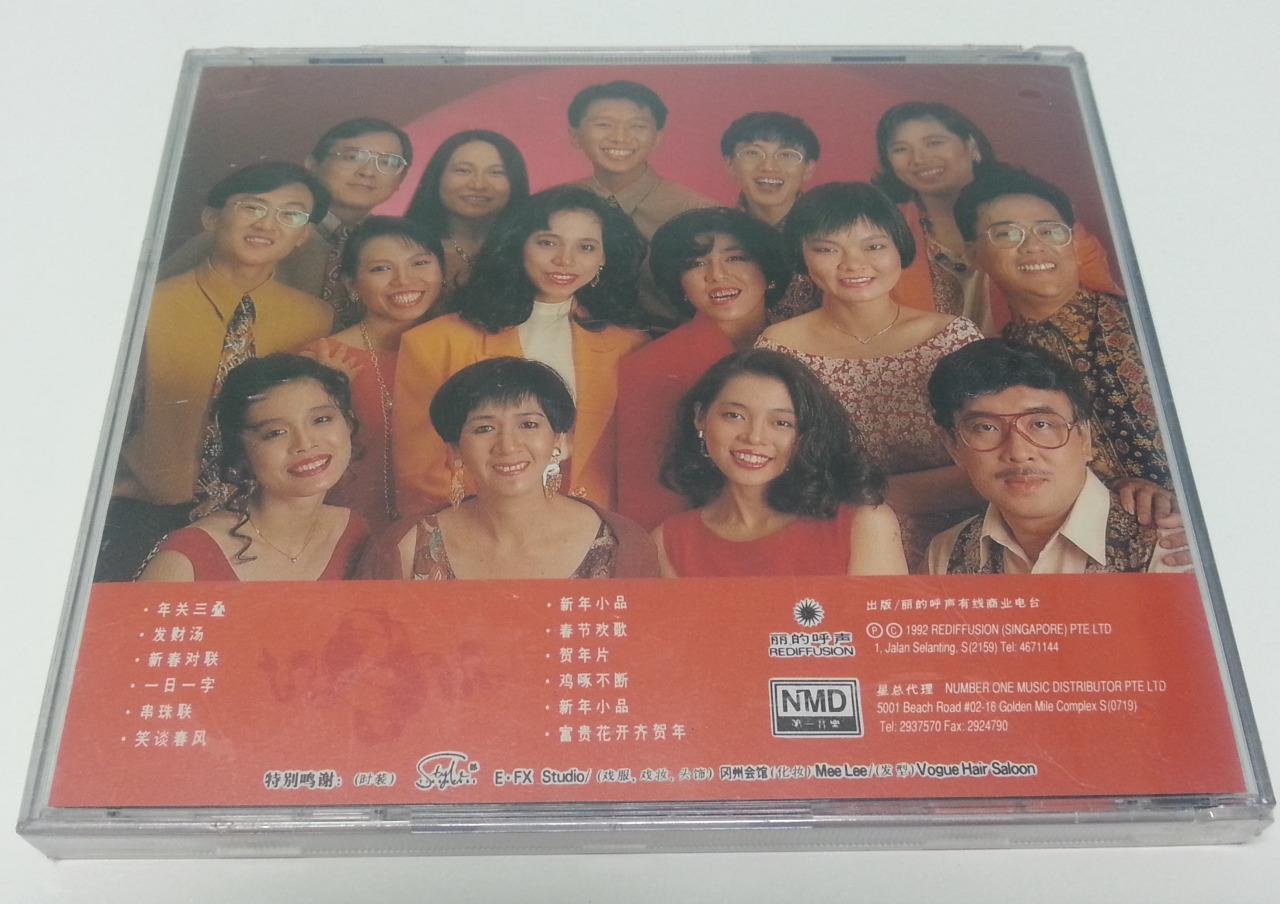 · 年关三叠
· 发财汤
· 新春对联
· 一日一字
· 串珠联
· 笑谈春风
· 新年小品
· 春节欢歌
· 贺年片
· 鸡啄不断
· 新年小品
· 富贵花开齐贺年
丽的呼声
REDIFFUSION
出版/丽的呼声有线商业电台
Ⓟ Ⓒ 1992 REDIFFUSION (SINGAPORE) PTE LTD
1, Jalan Selanting, S(2159) Tel: 4671144
NMD
第一音乐
星总代理 NUMBER ONE MUSIC DISTRIBUTOR PTE LTD
5001 Beach Road #02-16 Golden Mile Complex S(0719)
Tel: 2937570 Fax: 2924790
特别鸣谢：(时装) E·FX Studio/(戏服，戏妆，头饰) 冈州会馆(化妆) Mee Lee/(发型) Vogue Hair Saloon